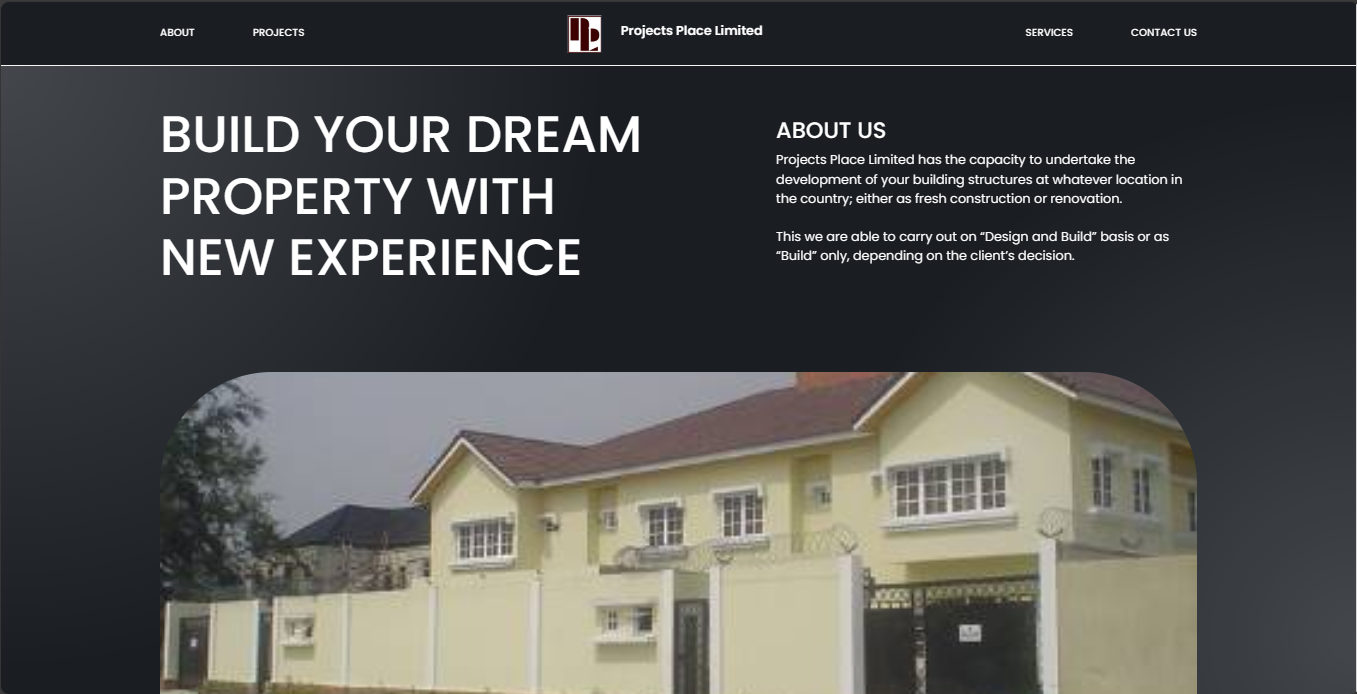 ABOUT
PROJECTS
Projects Place Limited
SERVICES
CONTACT US
BUILD YOUR DREAM
PROPERTY WITH
NEW EXPERIENCE
ABOUT US
Projects Place Limited has the capacity to undertake the
development of your building structures at whatever location in
the country; either as fresh construction or renovation.
This we are able to carry out on “Design and Build” basis or as
“Build” only, depending on the client’s decision.